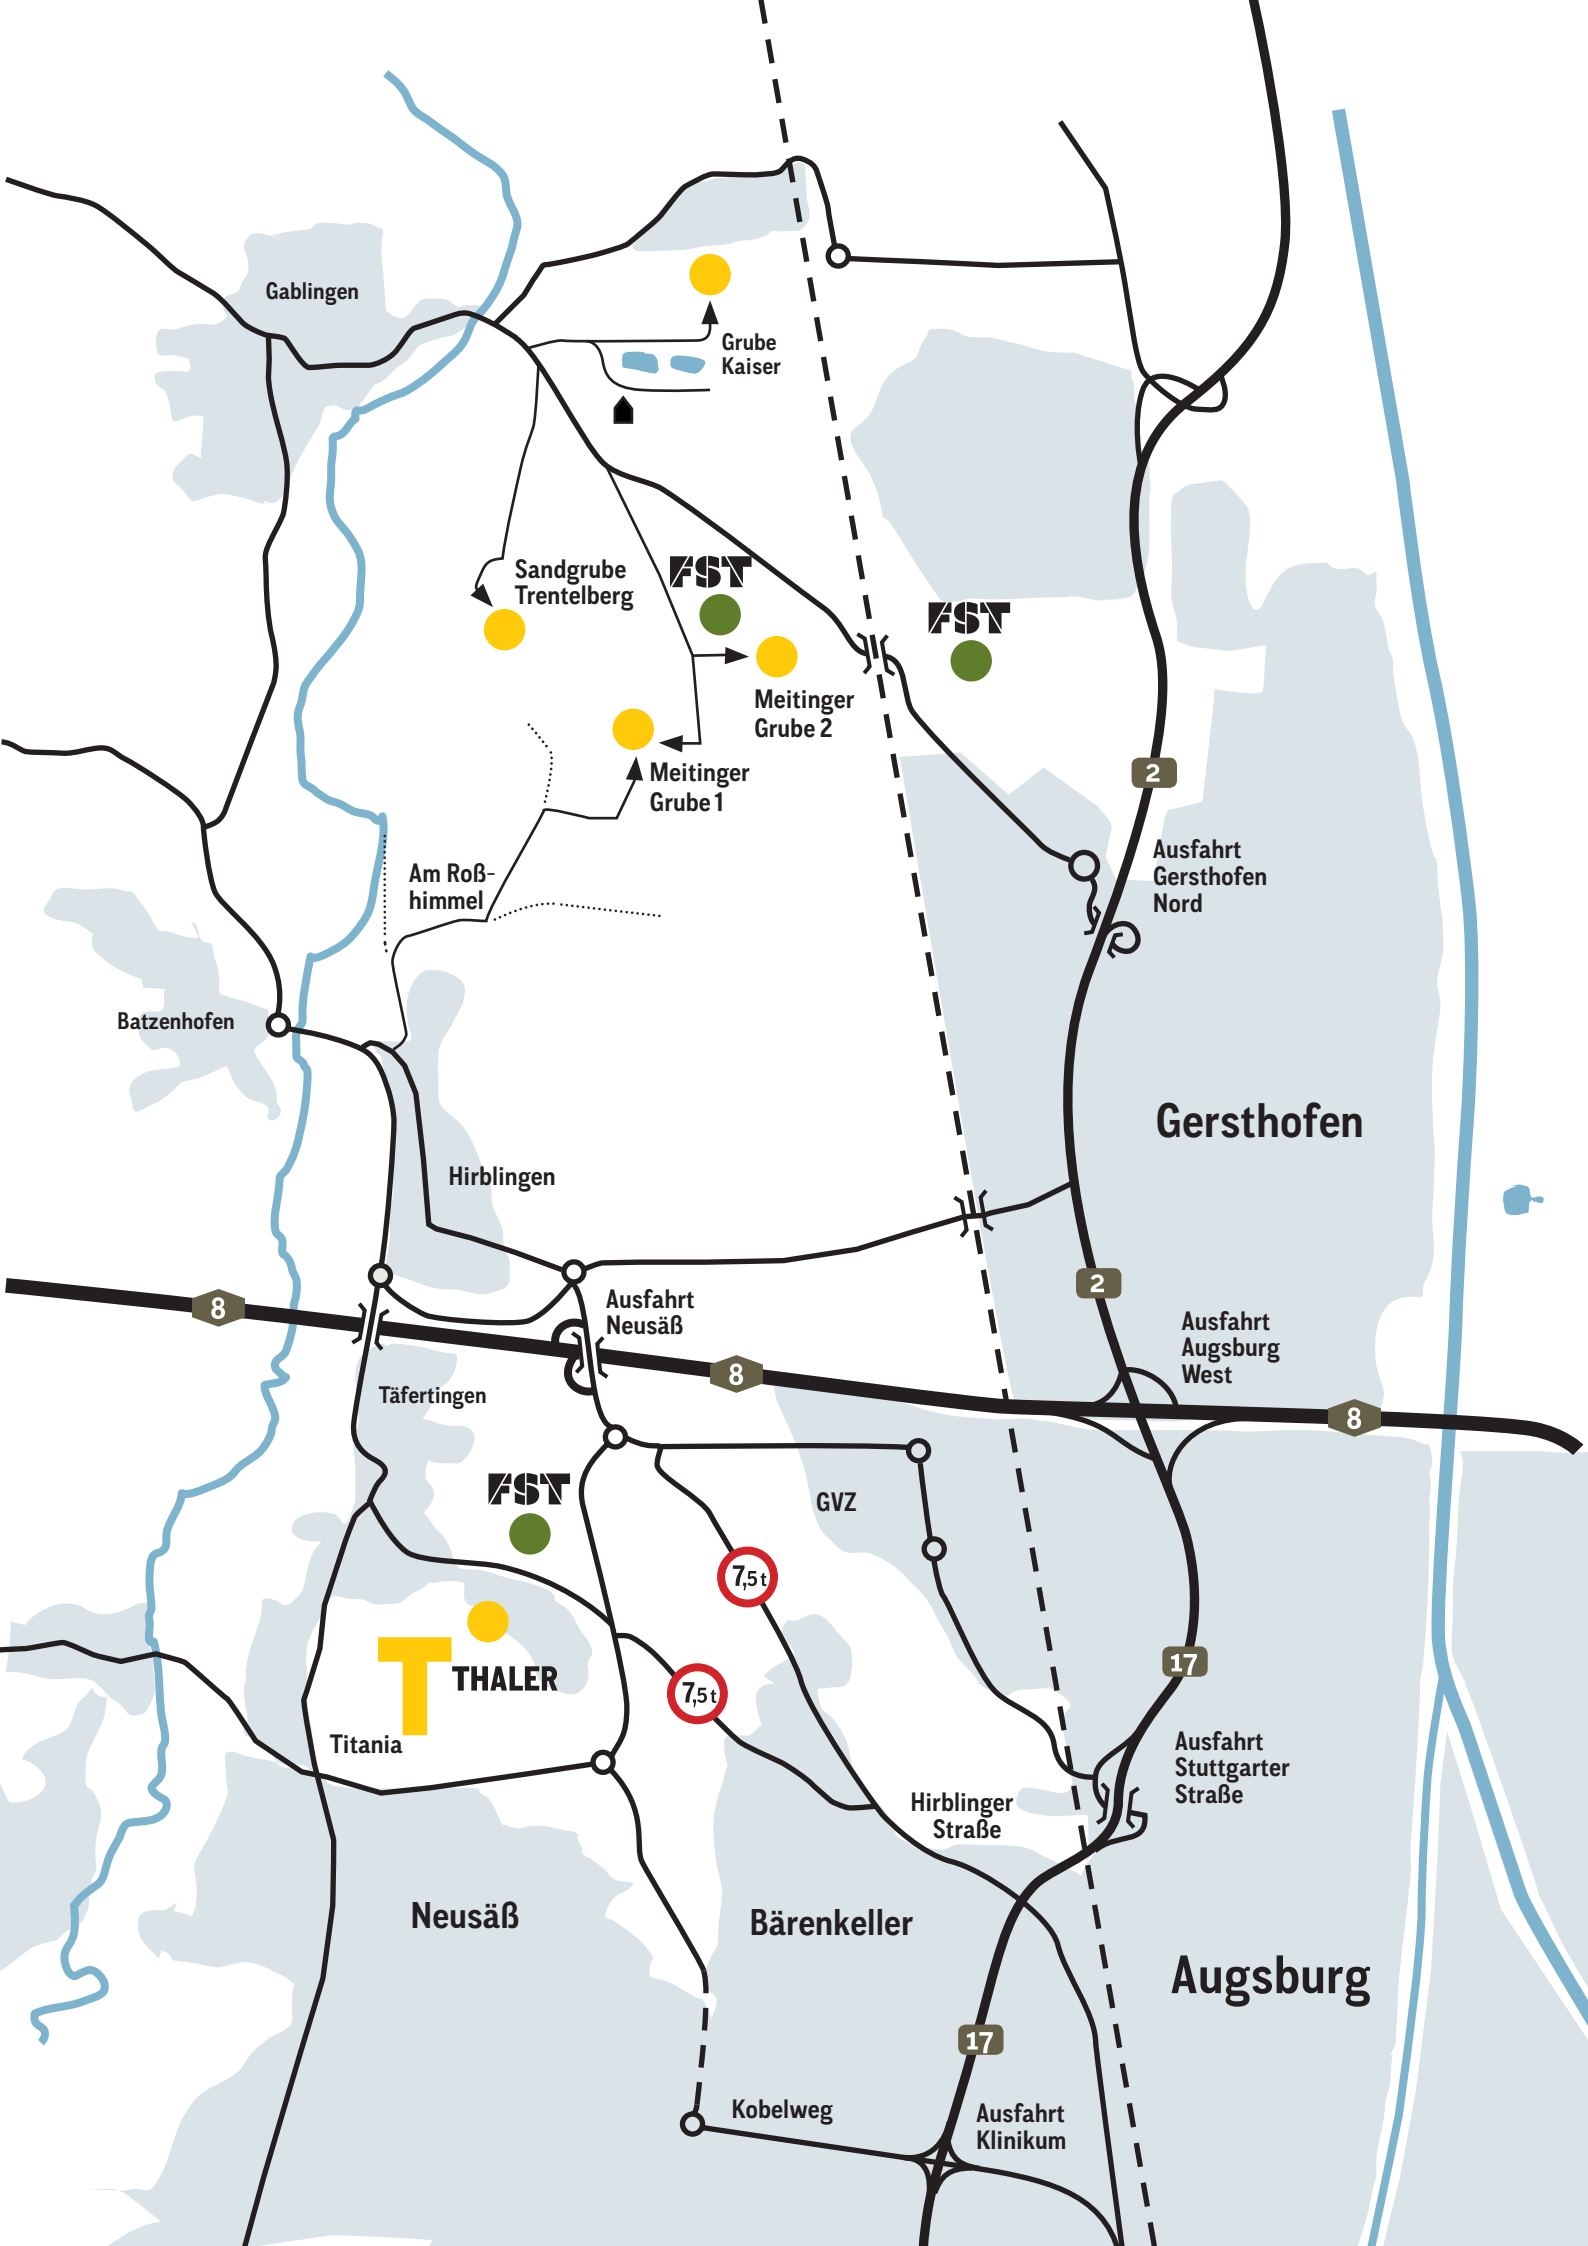 Gablingen
Grube
Kaiser
Sandgrube
Trentelberg
FST
FST
Meitinger
Grube 2
Meitinger
Grube 1
2
Ausfahrt
Gersthofen
Nord
Am Roß-
himmel
Batzenhofen
Gersthofen
Hirblingen
2
8
Ausfahrt
Neusäß
Ausfahrt
Augsburg
West
8
8
Täfertingen
FST
GVZ
7,5 t
T
THALER
7,5 t
17
Titania
Ausfahrt
Stuttgarter
Straße
Hirblinger
Straße
Neusäß
Bärenkeller
Augsburg
17
Kobelweg
Ausfahrt
Klinikum